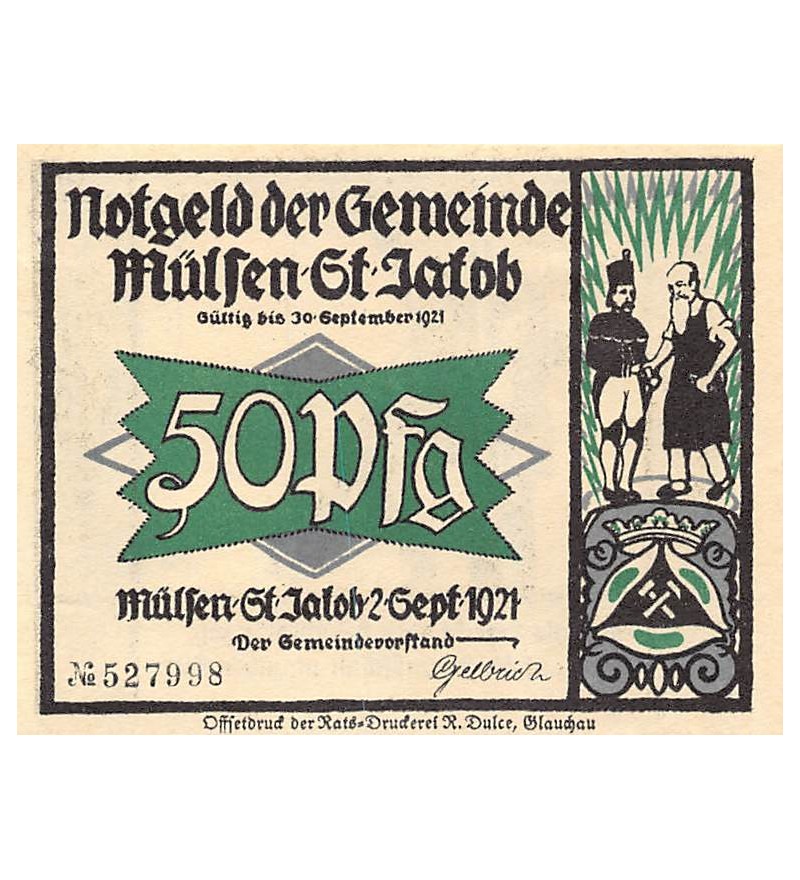 Notgeld der Gemeinde
Mülsen·St·Jakob
Gültig bis 30·September 1921
50 Pfg
Mülsen·St·Jakob·2·Sept·1921
Der Gemeindevorstand
№ 527998
Gelbrich
Offsetdruck der Rats-Druckerei R. Dulce, Glauchau